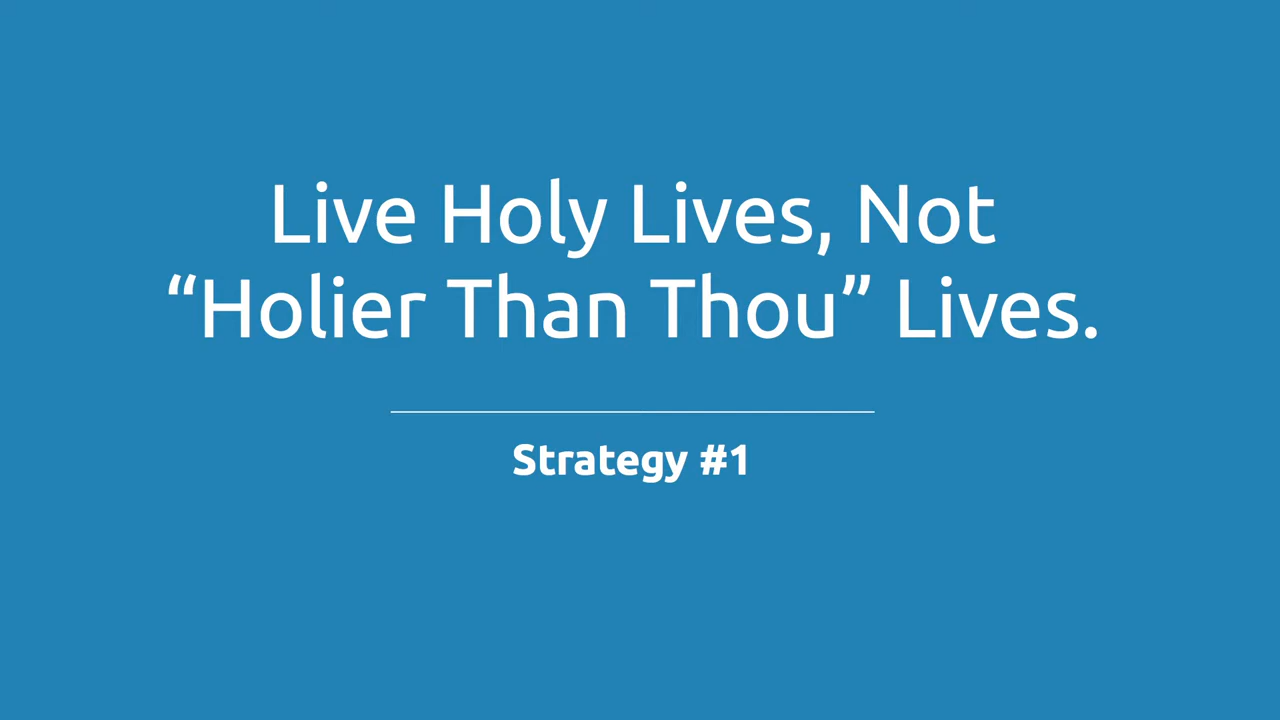 Live Holy Lives, Not
“Holier Than Thou” Lives.
Strategy #1